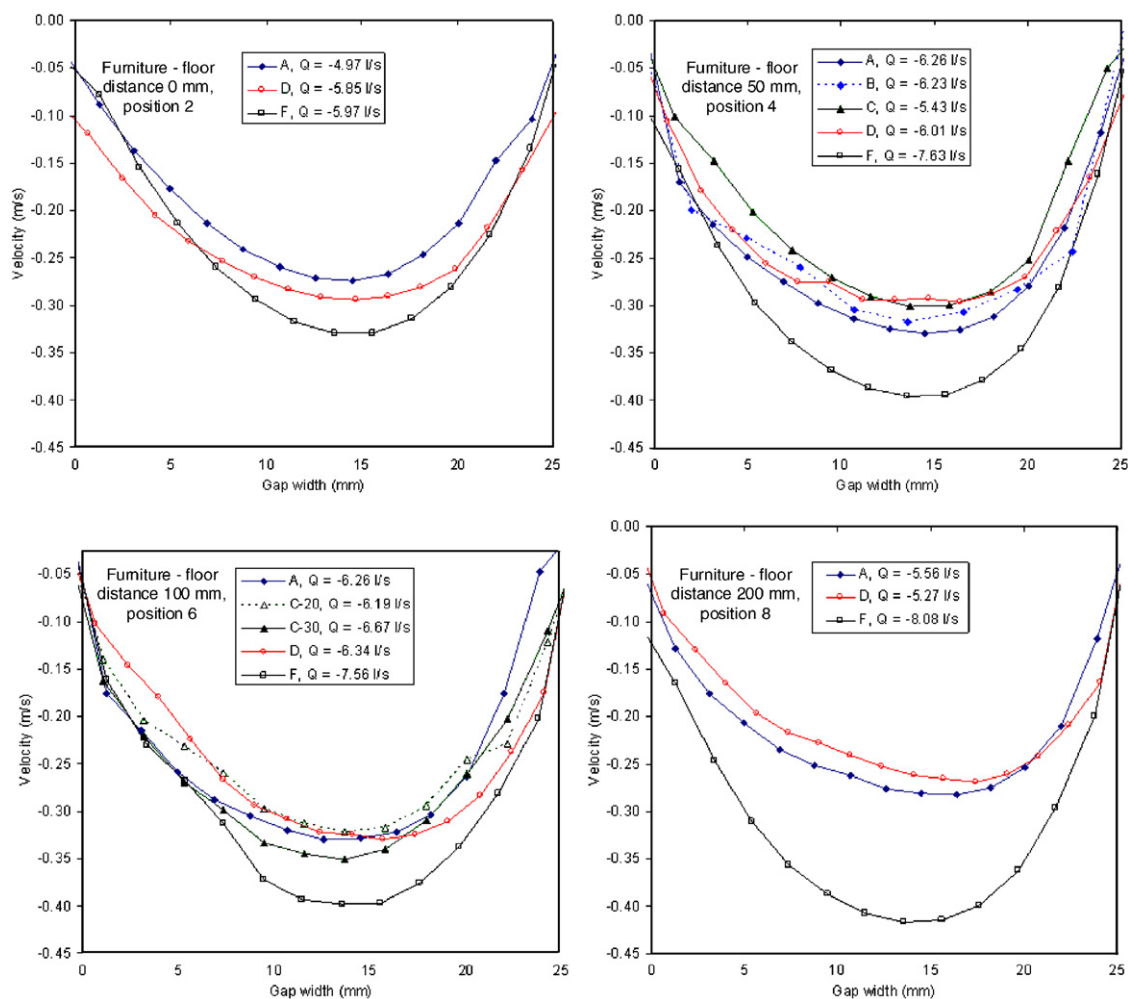 0.00
-0.05
-0.10
-0.15
-0.20
-0.25
-0.30
-0.35
-0.40
-0.45
Velocity (m/s)
Furniture - floor
distance 0 mm,
position 2
A, Q = -4.97 l/s
D, Q = -5.85 l/s
F, Q = -5.97 l/s
0 5 10 15 20 25
Gap width (mm)
0.00
-0.05
-0.10
-0.15
-0.20
-0.25
-0.30
-0.35
-0.40
-0.45
Velocity (m/s)
Furniture - floor
distance 50 mm,
position 4
A, Q = -6.26 l/s
B, Q = -6.23 l/s
C, Q = -5.43 l/s
D, Q = -6.01 l/s
F, Q = -7.63 l/s
0 5 10 15 20 25
Gap width (mm)
-0.05
-0.10
-0.15
-0.20
-0.25
-0.30
-0.35
-0.40
-0.45
Velocity (m/s)
Furniture - floor
distance 100 mm,
position 6
A, Q = -6.26 l/s
C-20, Q = -6.19 l/s
C-30, Q = -6.67 l/s
D, Q = -6.34 l/s
F, Q = -7.56 l/s
0 5 10 15 20 25
Gap width (mm)
0.00
-0.05
-0.10
-0.15
-0.20
-0.25
-0.30
-0.35
-0.40
-0.45
Velocity (m/s)
Furniture - floor
distance 200 mm,
position 8
A, Q = -5.56 l/s
D, Q = -5.27 l/s
F, Q = -8.08 l/s
0 5 10 15 20 25
Gap width (mm)